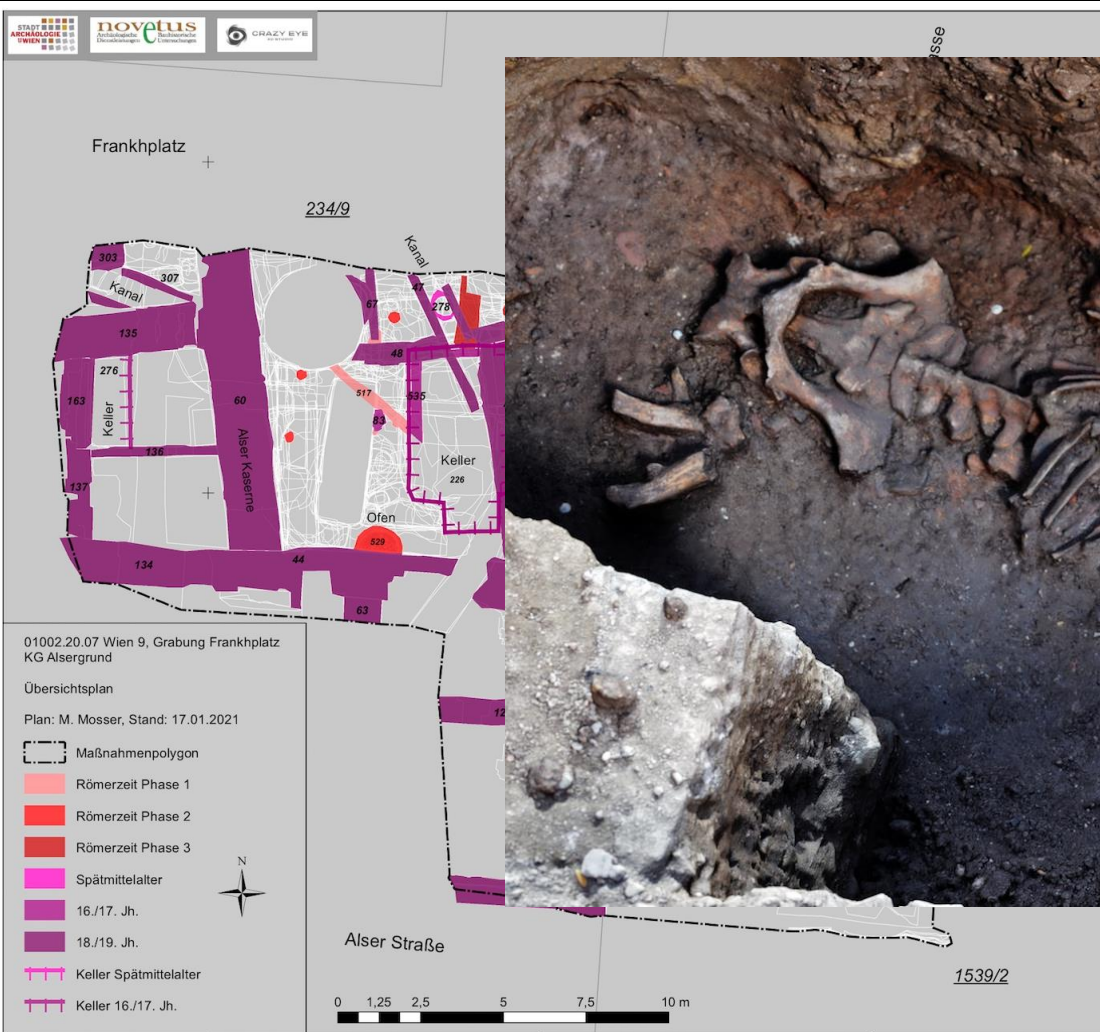 STADT
ARCHÄOLOGIE
WIEN
novetus
Archäologische Dienstleistungen
Bauhistorische Untersuchungen
CRAZY EYE
asse
Frankhplatz
234/9
Kanal
303
307
Kanal
67
47
278
135
48
276
517
535
163
60
83
Keller
Alser Kaserne
136
Keller
226
137
Ofen
529
134
44
63
12
01002.20.07 Wien 9, Grabung Frankhplatz
KG Alsergrund
Übersichtsplan
Plan: M. Mosser, Stand: 17.01.2021
Maßnahmenpolygon
Römerzeit Phase 1
Römerzeit Phase 2
Römerzeit Phase 3
Spätmittelalter
16./17. Jh.
18./19. Jh.
Keller Spätmittelalter
Keller 16./17. Jh.
N
Alser Straße
1539/2
0 1,25 2,5 5 7,5 10 m